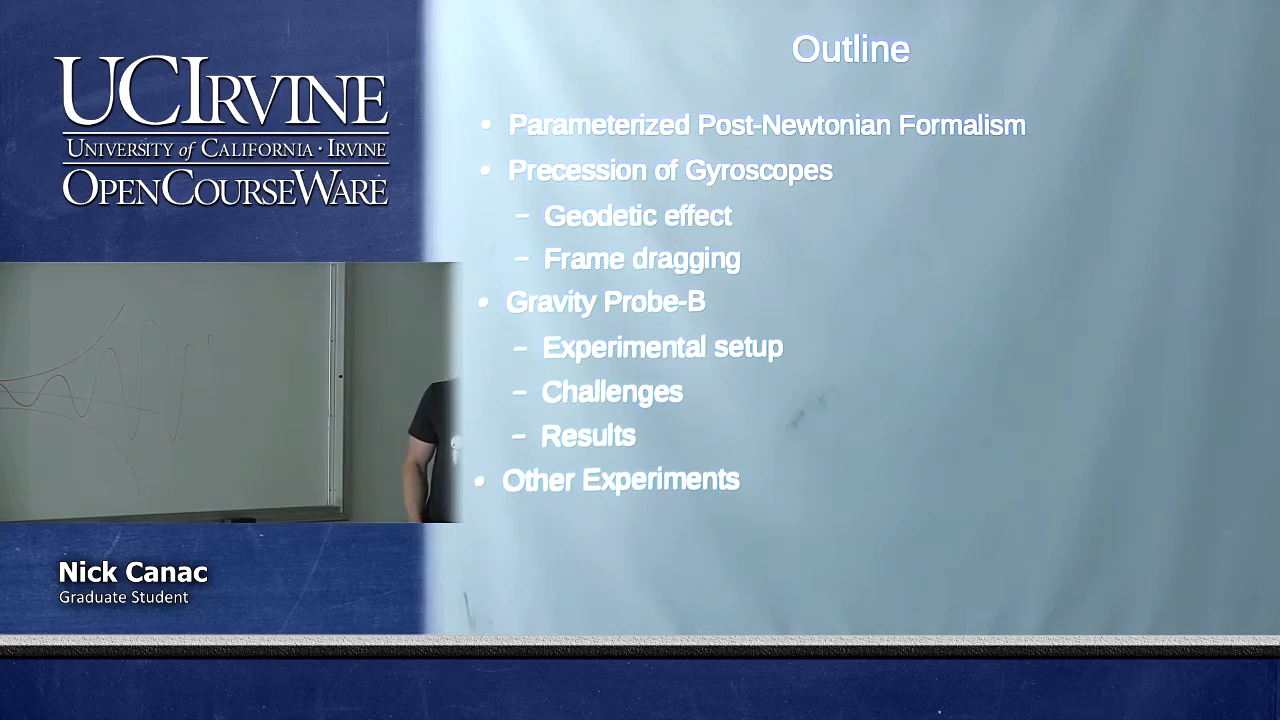 UCIRVINE
UNIVERSITY of CALIFORNIA · IRVINE
OPENCOURSEWARE
Nick Canac
Graduate Student
Outline
• Parameterized Post-Newtonian Formalism
• Precession of Gyroscopes
– Geodetic effect
– Frame dragging
• Gravity Probe-B
– Experimental setup
– Challenges
– Results
• Other Experiments